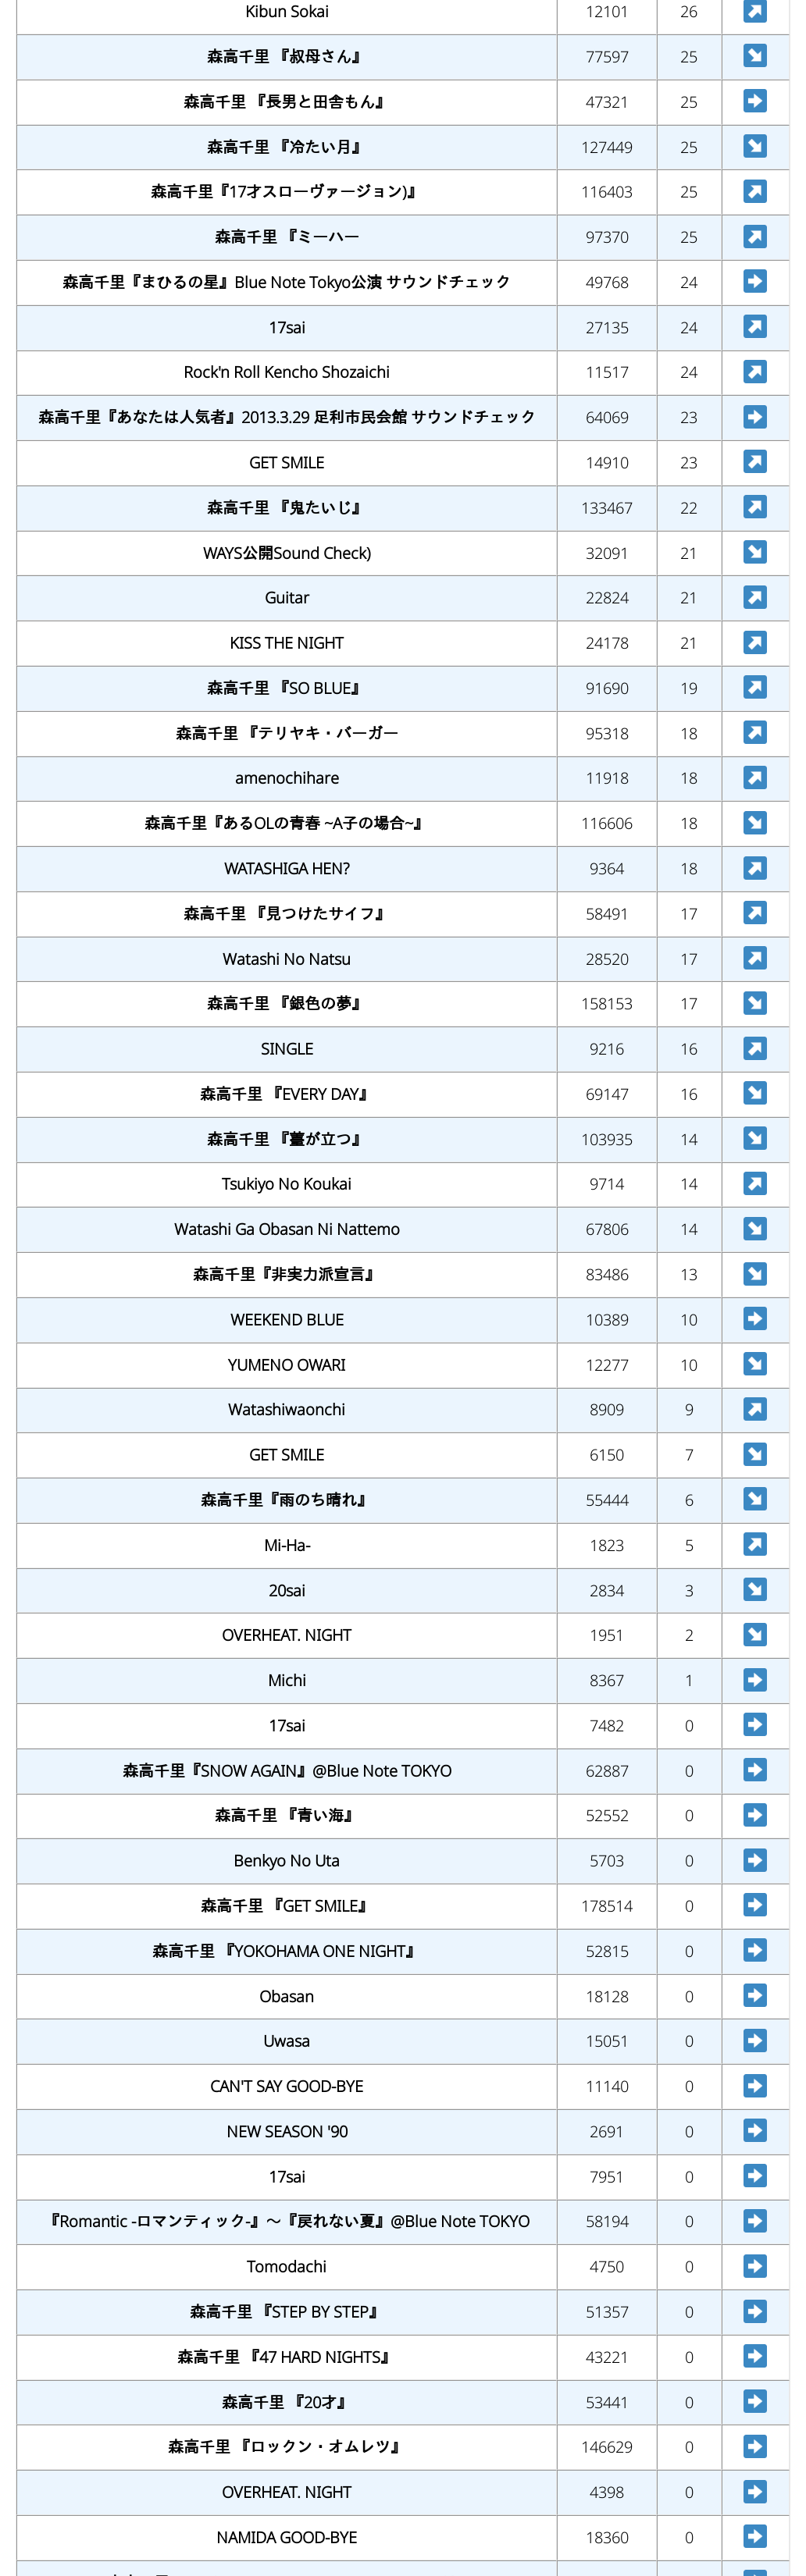 Kibun Sokai 12101 26
森高千里 『叔母さん』 77597 25
森高千里 『長男と田舎もん』 47321 25
森高千里 『冷たい月』 127449 25
森高千里『17才スローヴァージョン)』 116403 25
森高千里 『ミーハー 97370 25
森高千里『まひるの星』Blue Note Tokyo公演 サウンドチェック 49768 24
17sai 27135 24
Rock'n Roll Kencho Shozaichi 11517 24
森高千里『あなたは人気者』2013.3.29 足利市民会館 サウンドチェック 64069 23
GET SMILE 14910 23
森高千里 『鬼たいじ』 133467 22
WAYS公開Sound Check) 32091 21
Guitar 22824 21
KISS THE NIGHT 24178 21
森高千里 『SO BLUE』 91690 19
森高千里 『テリヤキ・バーガー 95318 18
amenochihare 11918 18
森高千里『あるOLの青春 ~A子の場合~』 116606 18
WATASHIGA HEN? 9364 18
森高千里 『見つけたサイフ』 58491 17
Watashi No Natsu 28520 17
森高千里 『銀色の夢』 158153 17
SINGLE 9216 16
森高千里 『EVERY DAY』 69147 16
森高千里 『薹が立つ』 103935 14
Tsukiyo No Koukai 9714 14
Watashi Ga Obasan Ni Nattemo 67806 14
森高千里『非実力派宣言』 83486 13
WEEKEND BLUE 10389 10
YUMENO OWARI 12277 10
Watashiwaonchi 8909 9
GET SMILE 6150 7
森高千里『雨のち晴れ』 55444 6
Mi-Ha- 1823 5
20sai 2834 3
OVERHEAT. NIGHT 1951 2
Michi 8367 1
17sai 7482 0
森高千里『SNOW AGAIN』@Blue Note TOKYO 62887 0
森高千里 『青い海』 52552 0
Benkyo No Uta 5703 0
森高千里 『GET SMILE』 178514 0
森高千里 『YOKOHAMA ONE NIGHT』 52815 0
Obasan 18128 0
Uwasa 15051 0
CAN'T SAY GOOD-BYE 11140 0
NEW SEASON '90 2691 0
17sai 7951 0
『Romantic -ロマンティック-』～『戻れない夏』@Blue Note TOKYO 58194 0
Tomodachi 4750 0
森高千里 『STEP BY STEP』 51357 0
森高千里 『47 HARD NIGHTS』 43221 0
森高千里 『20才』 53441 0
森高千里 『ロックン・オムレツ』 146629 0
OVERHEAT. NIGHT 4398 0
NAMIDA GOOD-BYE 18360 0